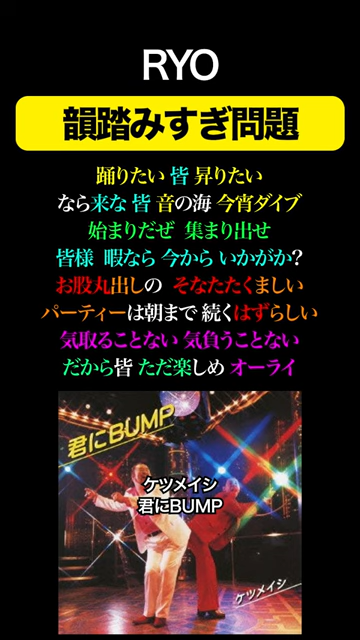 RYO
韻踏みすぎ問題
踊りたい 皆 昇りたい
なら来な 皆 音の海 今宵ダイブ
始まりだぜ 集まり出せ
皆様 暇なら 今から いかがか?
お股丸出しの そなたたくましい
パーティーは朝まで 続くはずらしい
気取ることない 気負うことない
だから皆 ただ楽しめ オーライ
君にBUMP
ケツメイシ
君にBUMP
ケツメイシ